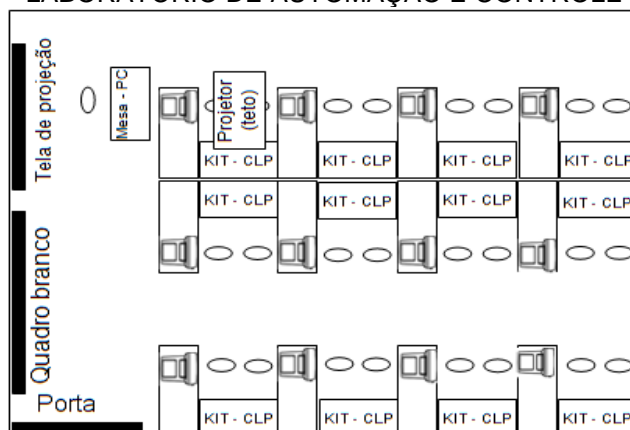 LABORATÓRIO DE AUTOMAÇÃO E CONTROLE
Tela de projeção
Mesa - PC
Projetor
(teto)
KIT - CLP
KIT - CLP
KIT - CLP
KIT - CLP
KIT - CLP
KIT - CLP
KIT - CLP
KIT - CLP
Quadro branco
Porta
KIT - CLP
KIT - CLP
KIT - CLP
KIT - CLP